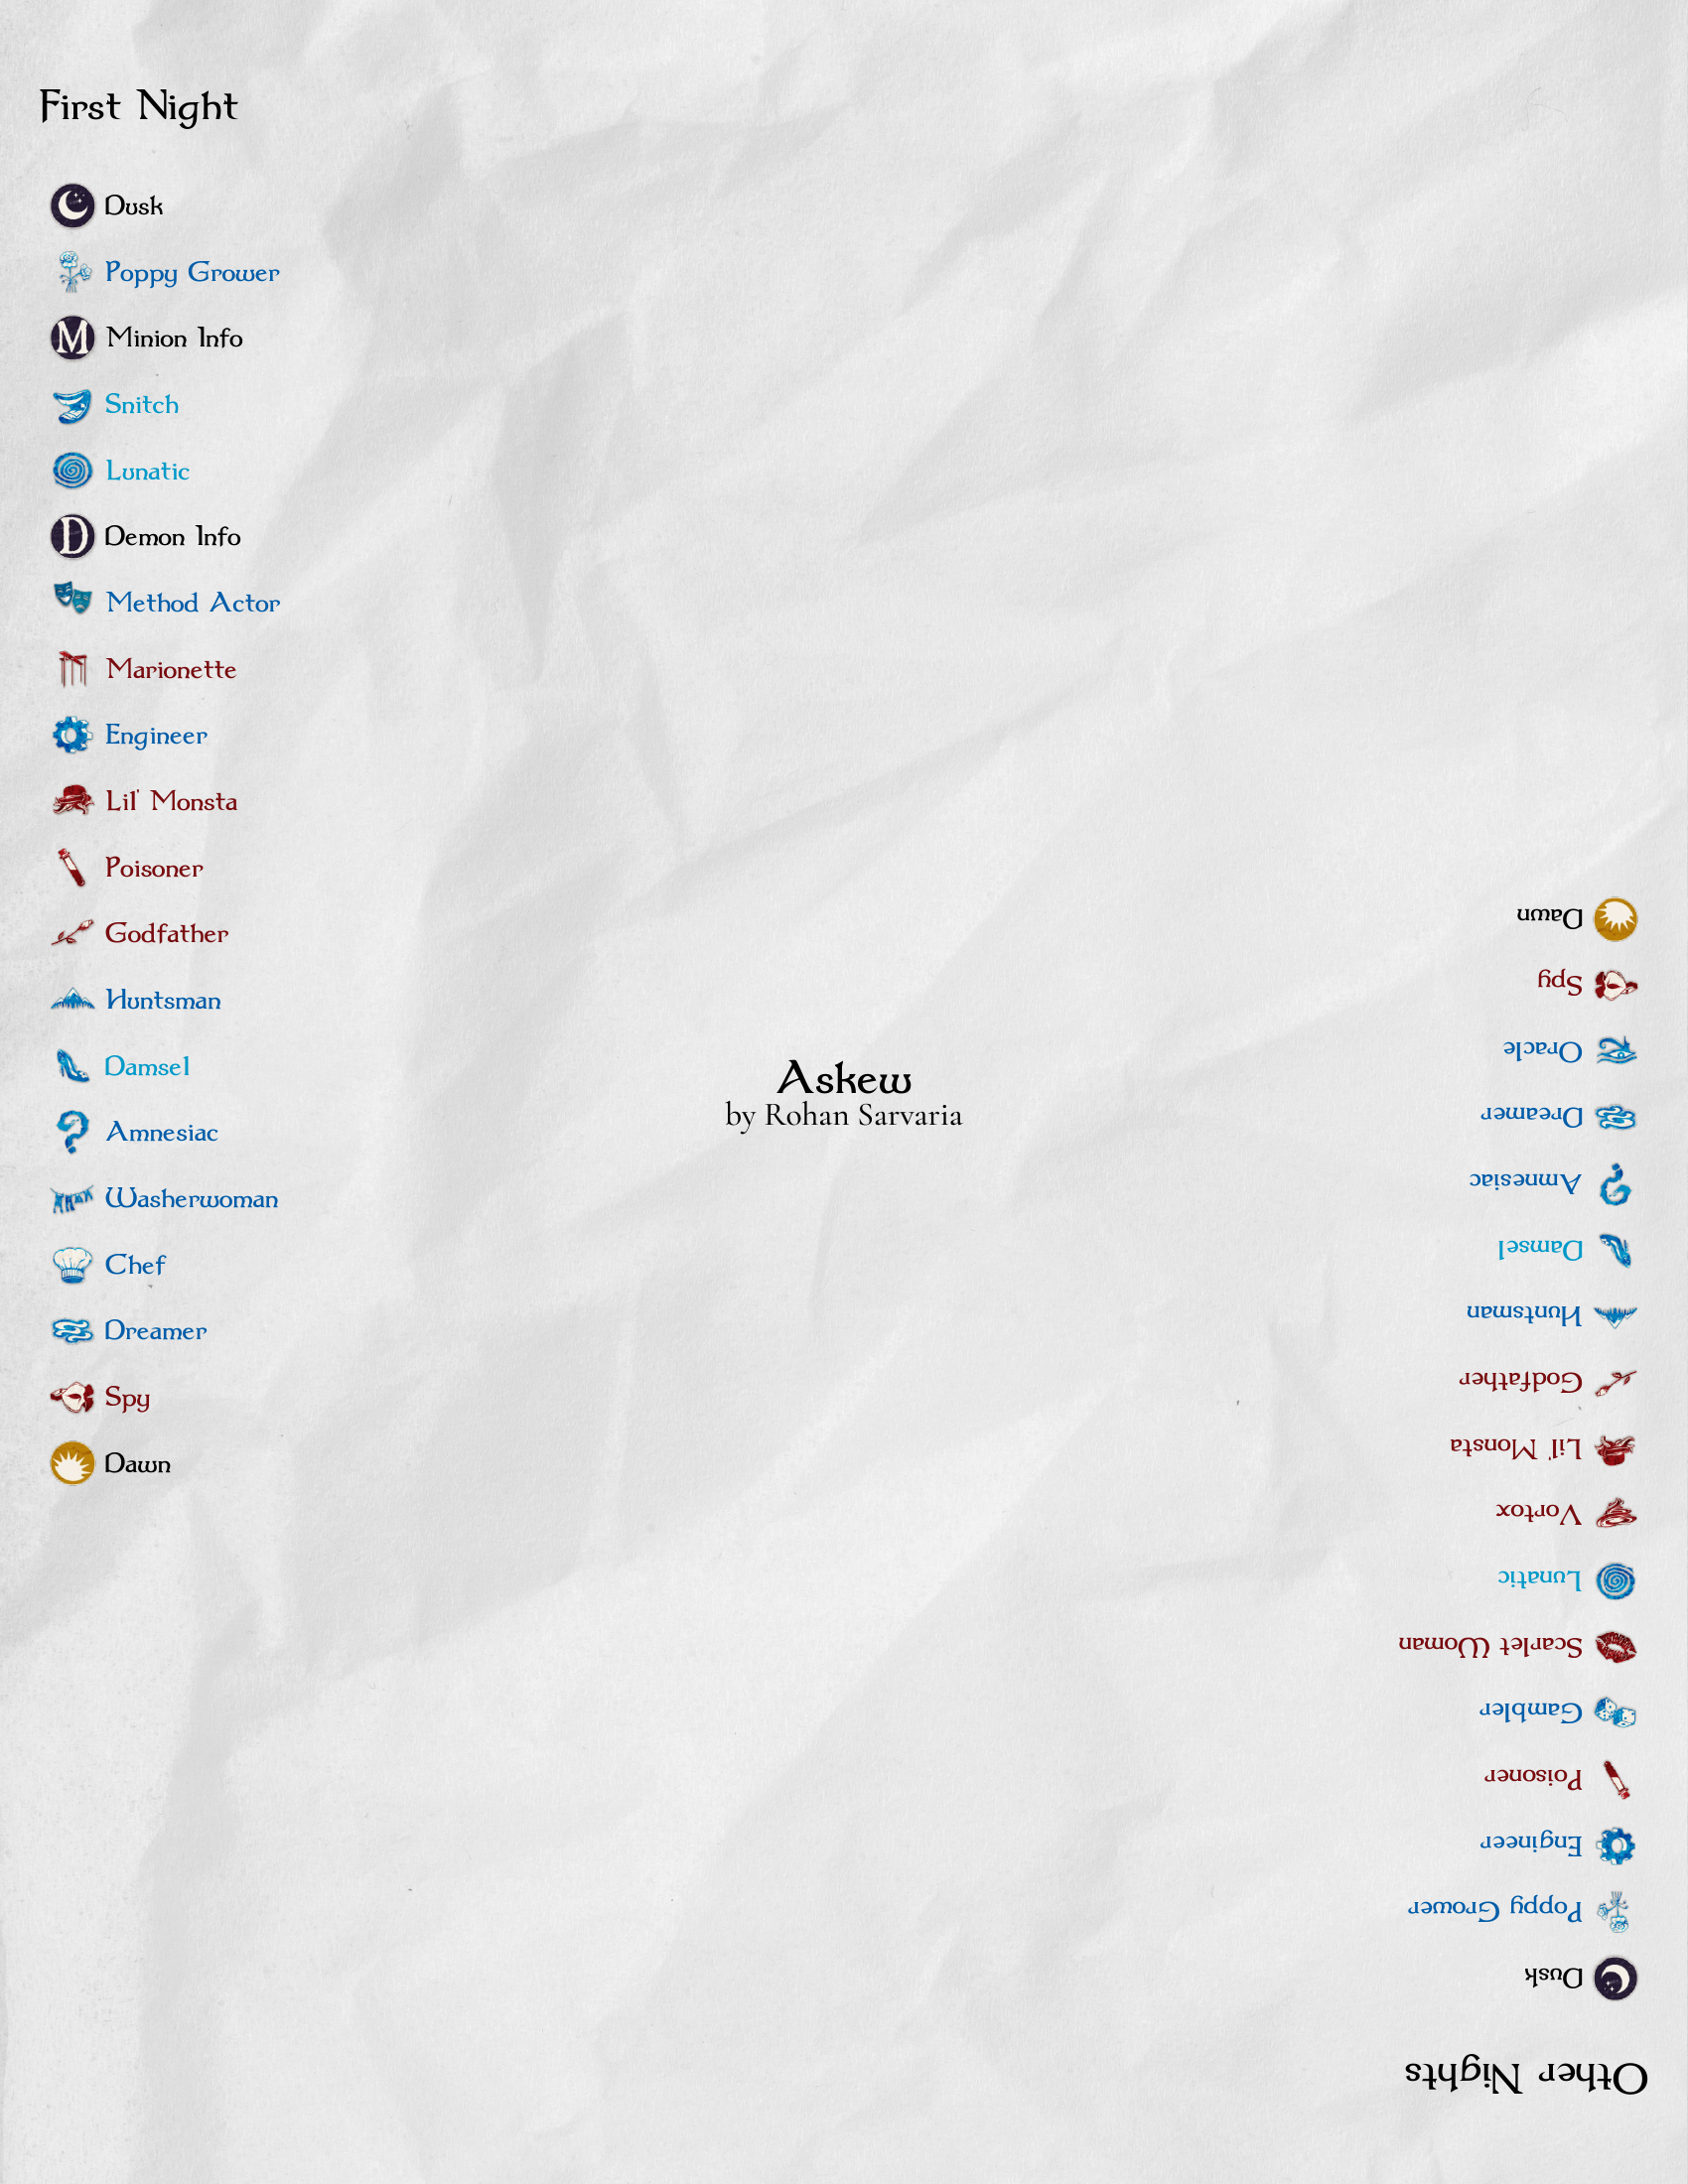 First Night
Dusk
Poppy Grower
M
Minion Info
Snitch
Lunatic
D
Demon Info
Method Actor
Marionette
Engineer
Lil' Monsta
Poisoner
Godfather
Huntsman
Damsel
Amnesiac
Washerwoman
Chef
Dreamer
Spy
Dawn
Askew
by Rohan Sarvaria
Other Nights
Dusk
Poppy Grower
Engineer
Poisoner
Gambler
Scarlet Woman
Lunatic
Vortox
Lil' Monsta
Godfather
Huntsman
Damsel
Amnesiac
Dreamer
Oracle
Spy
Dawn